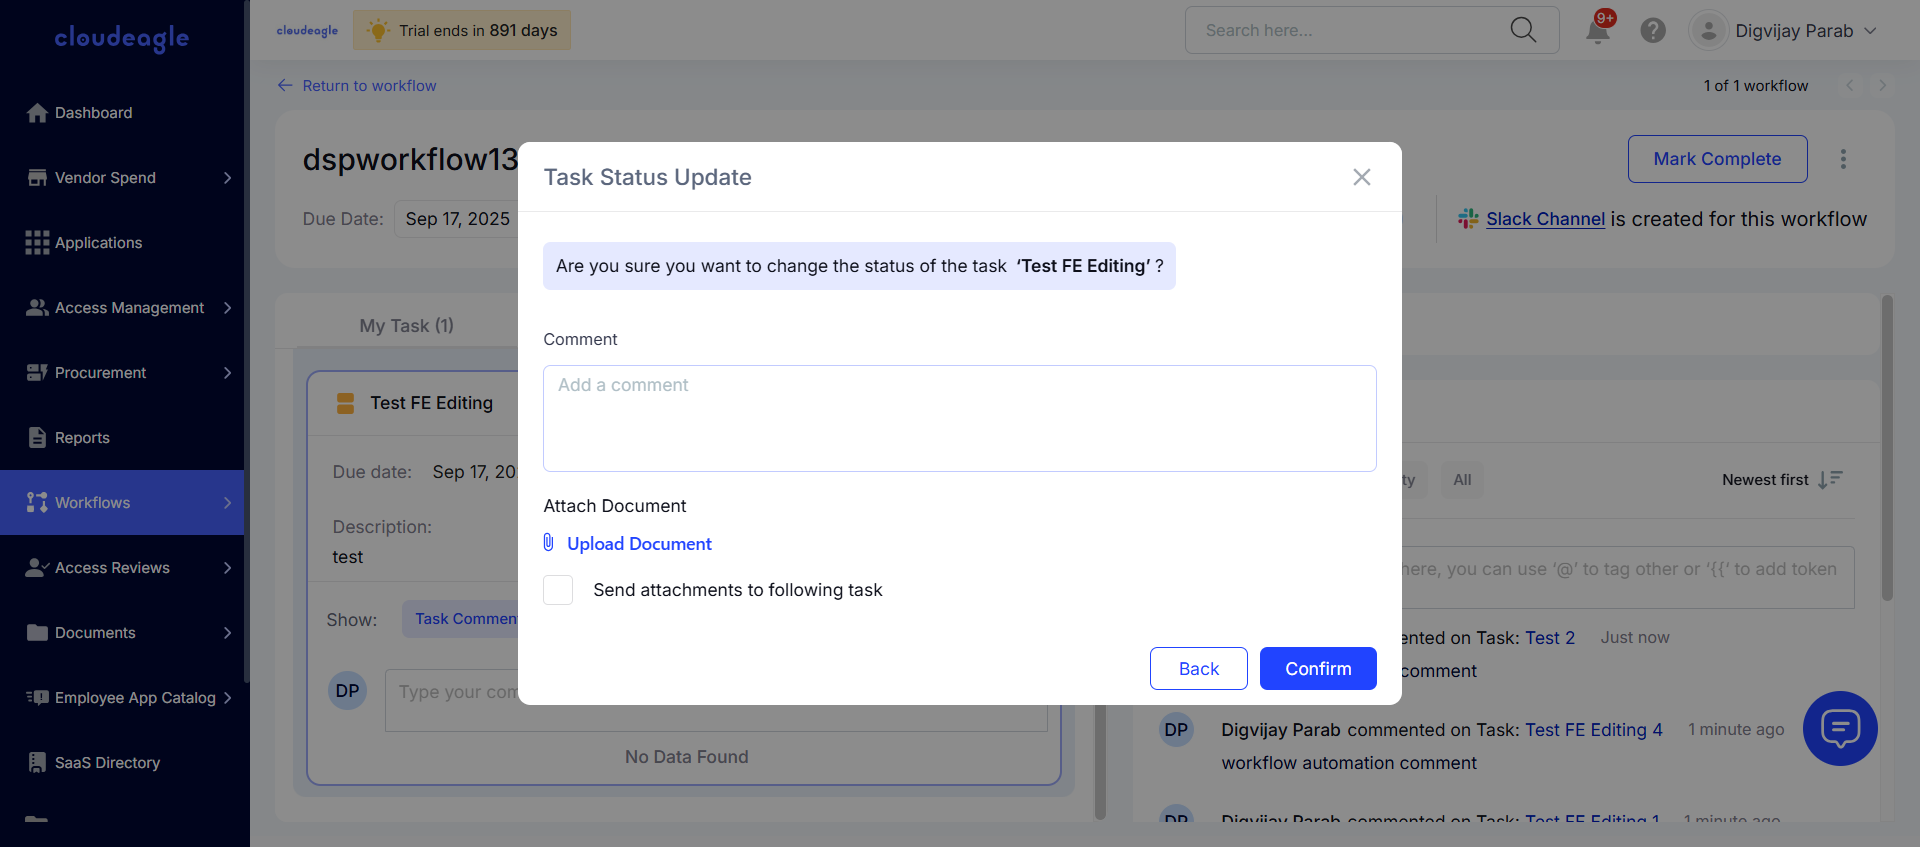 cloudeagle
Dashboard
Vendor Spend
Applications
Access Management
Procurement
Reports
Workflows
Access Reviews
Documents
Employee App Catalog
SaaS Directory
cloudeagle
Trial ends in 891 days
Search here...
9+
Digvijay Parab
Return to workflow
1 of 1 workflow
dspworkflow13
Mark Complete
Due Date: Sep 17, 2025
Slack Channel is created for this workflow
My Task (1)
Test FE Editing
Due date: Sep 17, 20
Description:
test
Show: Task Commen
DP
Type your com
No Data Found
Task Status Update
Are you sure you want to change the status of the task ‘Test FE Editing’ ?
Comment
Add a comment
Attach Document
Upload Document
Send attachments to following task
Back
Confirm
ty
All
Newest first
here, you can use ‘@’ to tag other or ‘{{‘ to add token
ented on Task: Test 2 Just now
comment
DP
Digvijay Parab commented on Task: Test FE Editing 4 1 minute ago
workflow automation comment
DP
Digvijay Parab commented on Task: Test FE Editing 1 1 minute ago